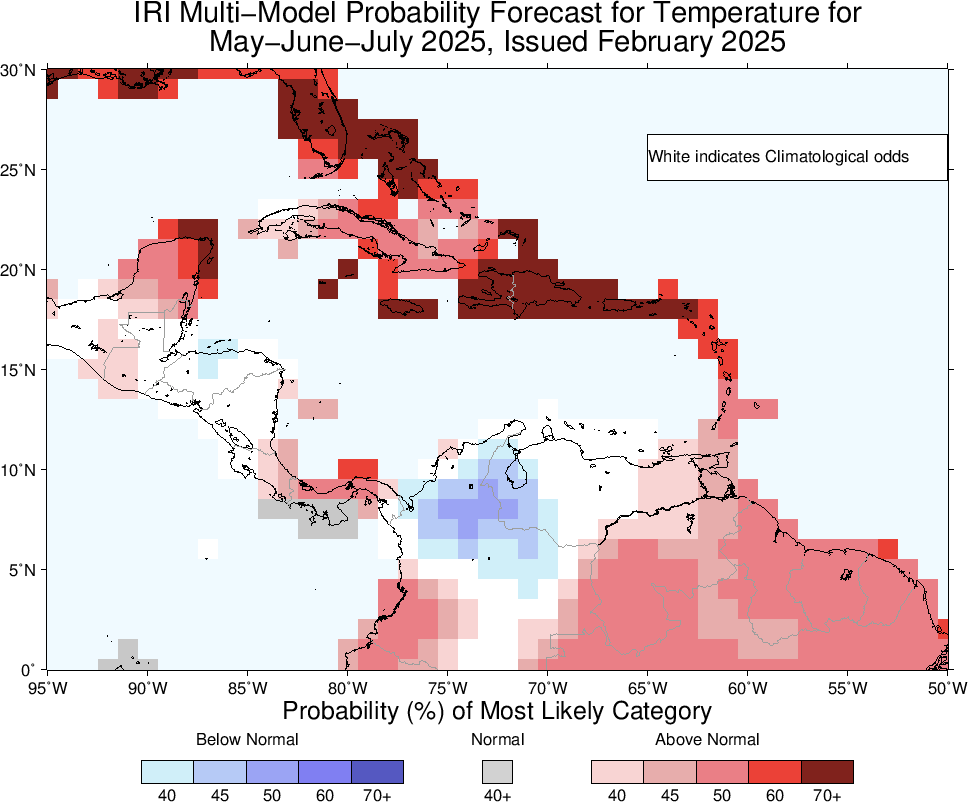 IRI Multi−Model Probability Forecast for Temperature for
May−June−July 2025, Issued February 2025
30˚N
White indicates Climatological odds
25˚N
20˚N
15˚N
10˚N
5˚N
0˚
95˚W 90˚W 85˚W 80˚W 75˚W 70˚W 65˚W 60˚W 55˚W 50˚W
Probability (%) of Most Likely Category
Below Normal Normal Above Normal
40 45 50 60 70+ 40+ 40 45 50 60 70+